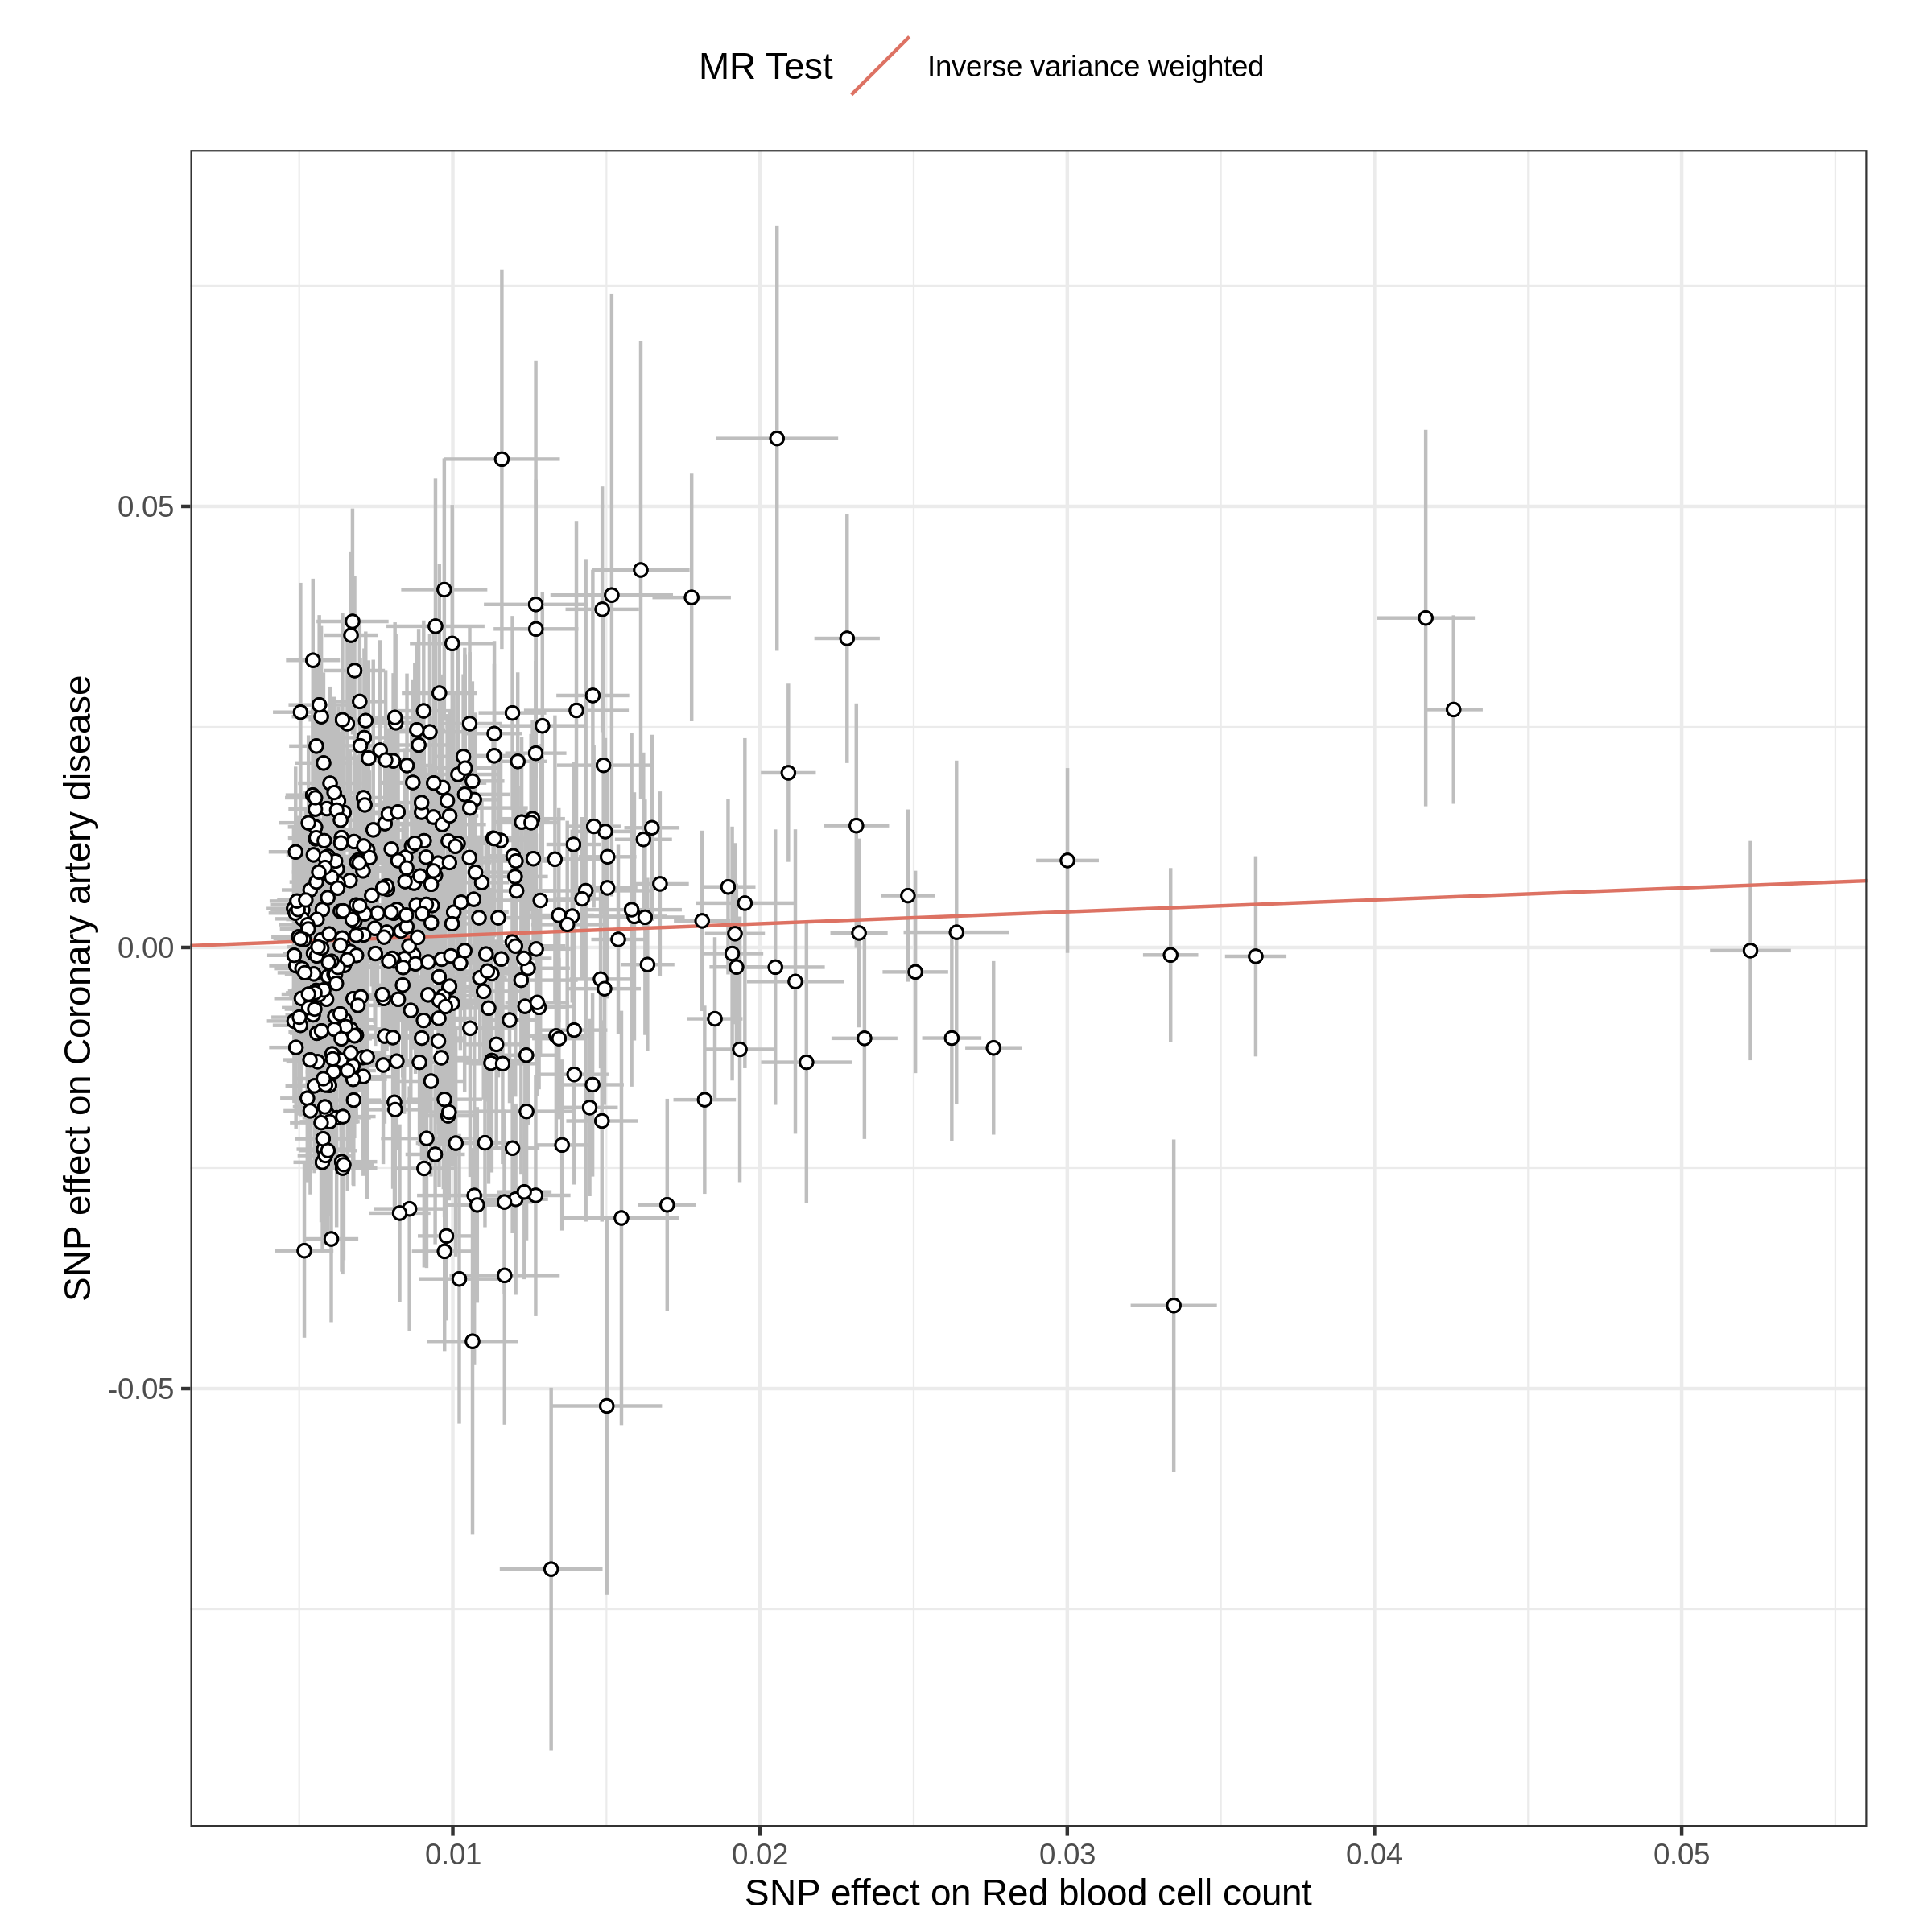 MR Test Inverse variance weighted
SNP effect on Coronary artery disease
0.05
0.00
-0.05
0.01 0.02 0.03 0.04 0.05
SNP effect on Red blood cell count